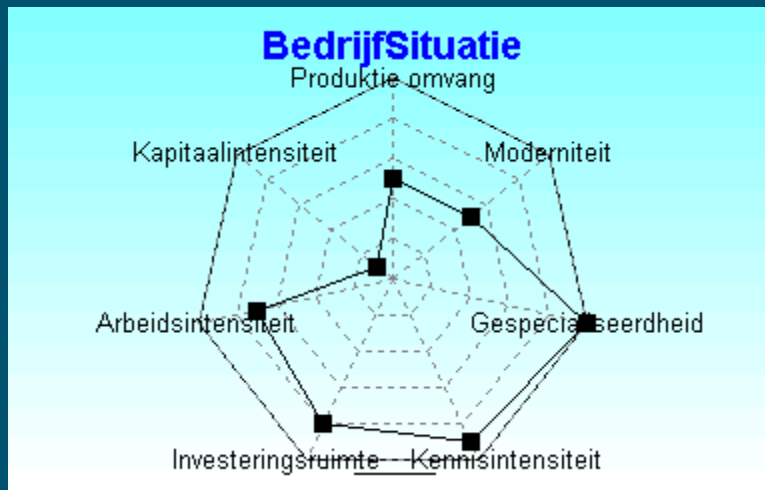 BedrijfSituatie
Produktie omvang
Kapitaalintensiteit
Moderniteit
Arbeidsintensiteit
Gespecialiseerdheid
Investeringsruimte
Kennisintensiteit